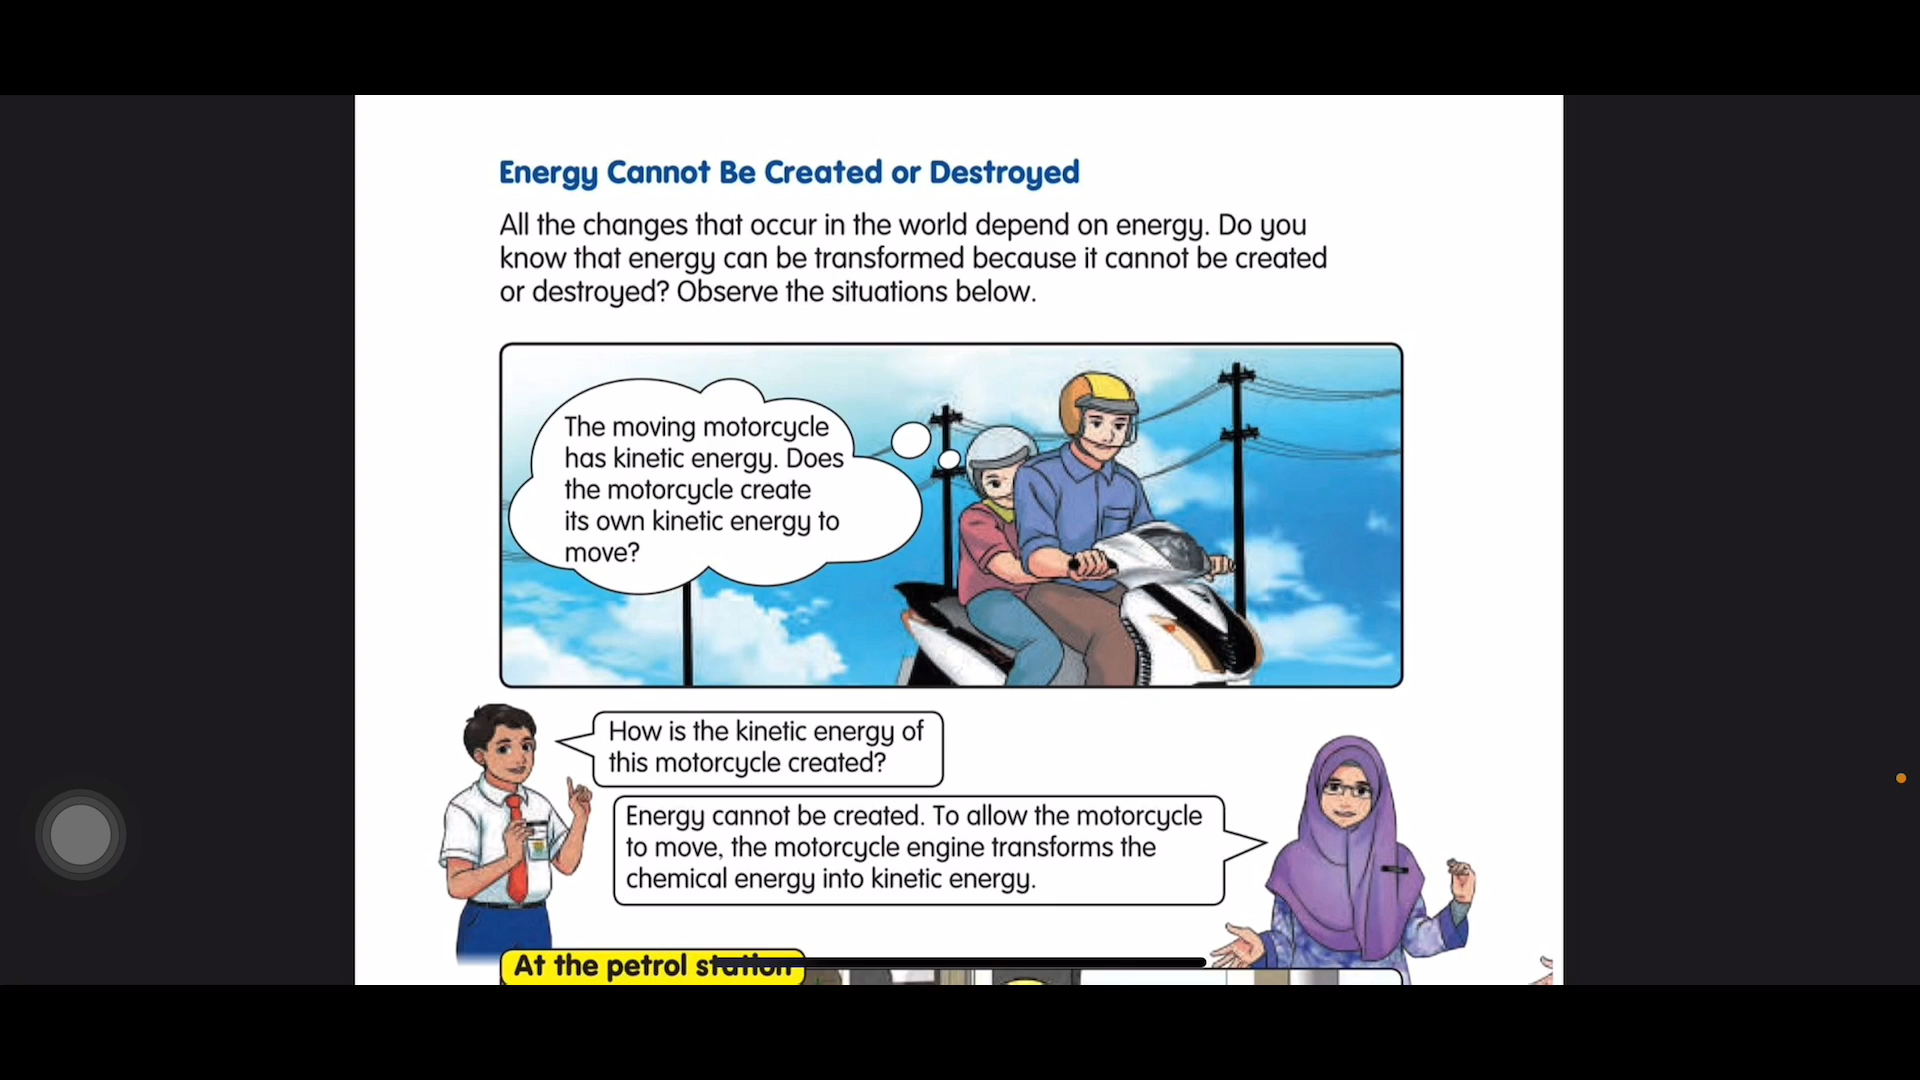 Energy Cannot Be Created or Destroyed
All the changes that occur in the world depend on energy. Do you
know that energy can be transformed because it cannot be created
or destroyed? Observe the situations below.
The moving motorcycle
has kinetic energy. Does
the motorcycle create
its own kinetic energy to
move?
How is the kinetic energy of
this motorcycle created?
Energy cannot be created. To allow the motorcycle
to move, the motorcycle engine transforms the
chemical energy into kinetic energy.
At the petrol station